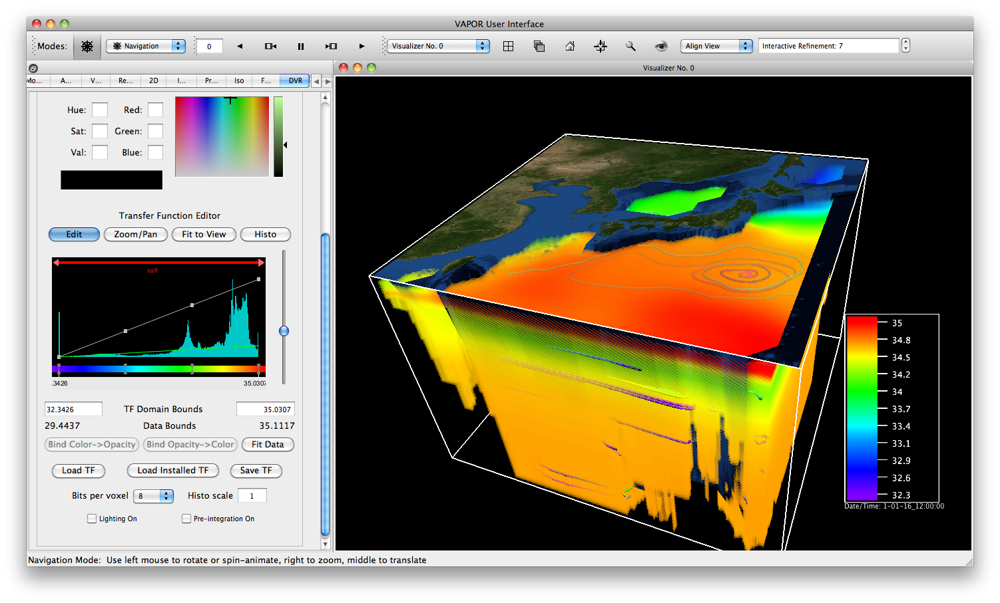 VAPOR User Interface
Modes: Navigation 0 Visualizer No. 0 Align View Interactive Refinement: 7
Mo... A... V... Re... 2D I... Pr... Iso F... DVR
Visualizer No. 0
Hue: Red:
Sat: Green:
Val: Blue:
Transfer Function Editor
Edit Zoom/Pan Fit to View Histo
salt
.3426 35.0307
32.3426 TF Domain Bounds 35.0307
29.4437 Data Bounds 35.1117
Bind Color->Opacity Bind Opacity->Color Fit Data
Load TF Load Installed TF Save TF
Bits per voxel 8 Histo scale 1
Lighting On Pre-integration On
35
34.8
34.5
34.2
34
33.7
33.4
33.1
32.9
32.6
32.3
Date/Time: 1-01-16_12:00:00
Navigation Mode: Use left mouse to rotate or spin-animate, right to zoom, middle to translate